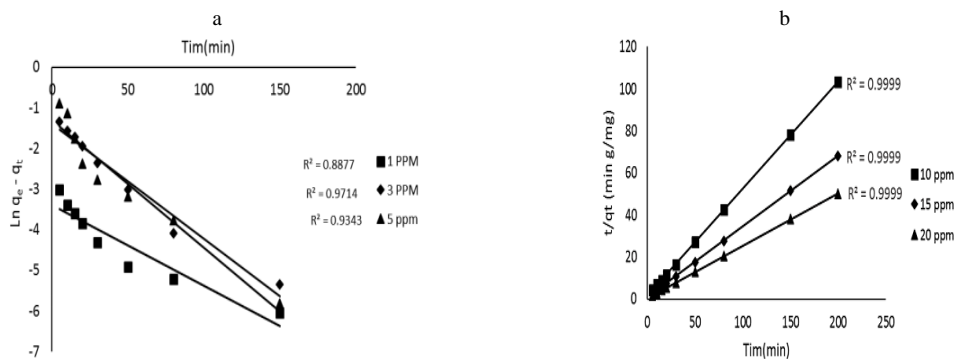 a
Tim(min)
0 50 100 150 200
0
-1
-2
-3
-4
-5
-6
-7
Ln qe - qt
R² = 0.8877
R² = 0.9714
R² = 0.9343
1 PPM
3 PPM
5 ppm
b
120
100
80
60
40
20
0
t/qt (min g/mg)
R² = 0.9999
R² = 0.9999
R² = 0.9999
10 ppm
15 ppm
20 ppm
0 50 100 150 200 250
Tim(min)